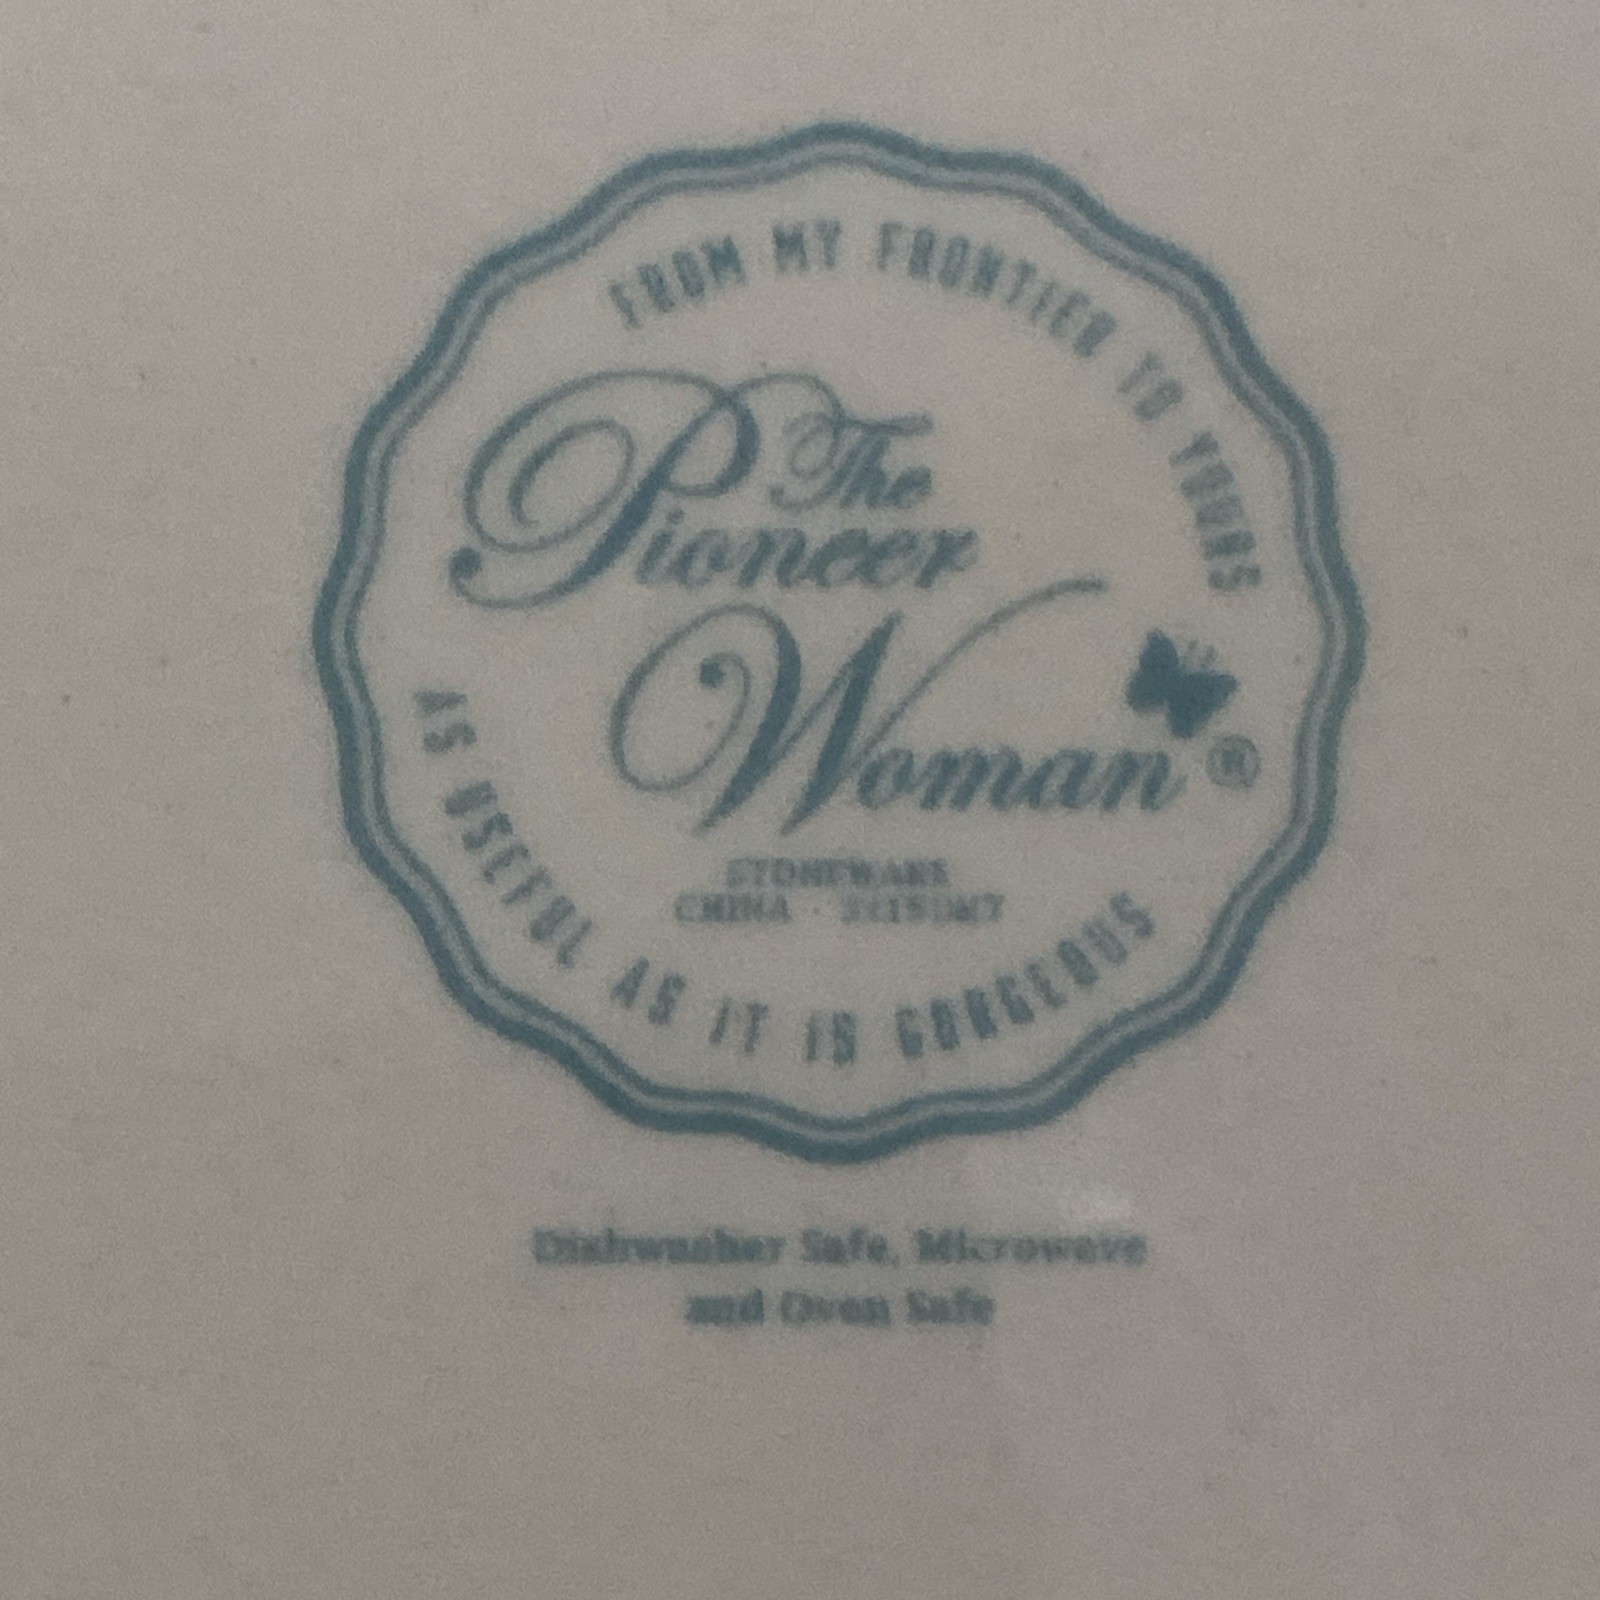 FROM MY FRONTIER TO YOURS
The
Pioneer
Woman®
STONEWARE
CHINA ·
AS USEFUL AS IT IS GORGEOUS
Dishwasher Safe, Microwave
and Oven Safe